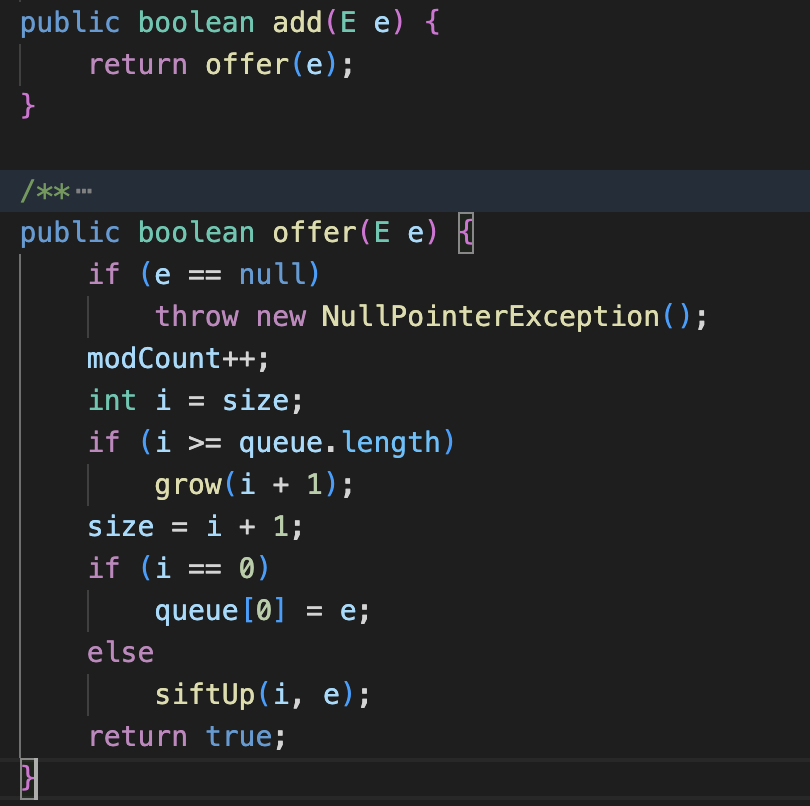 public boolean add(E e) {
    return offer(e);
}
/**…
public boolean offer(E e) {
    if (e == null)
        throw new NullPointerException();
    modCount++;
    int i = size;
    if (i >= queue.length)
        grow(i + 1);
    size = i + 1;
    if (i == 0)
        queue[0] = e;
    else
        siftUp(i, e);
    return true;
}